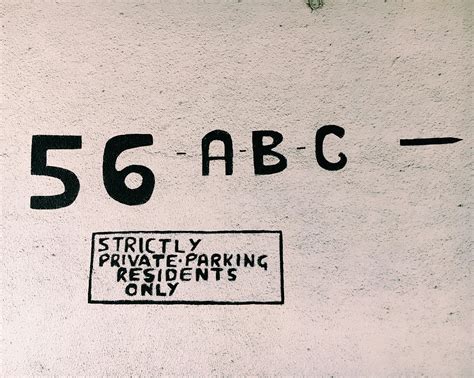 56-A-B-C
STRICTLY
PRIVATE·PARKING
RESIDENTS
ONLY